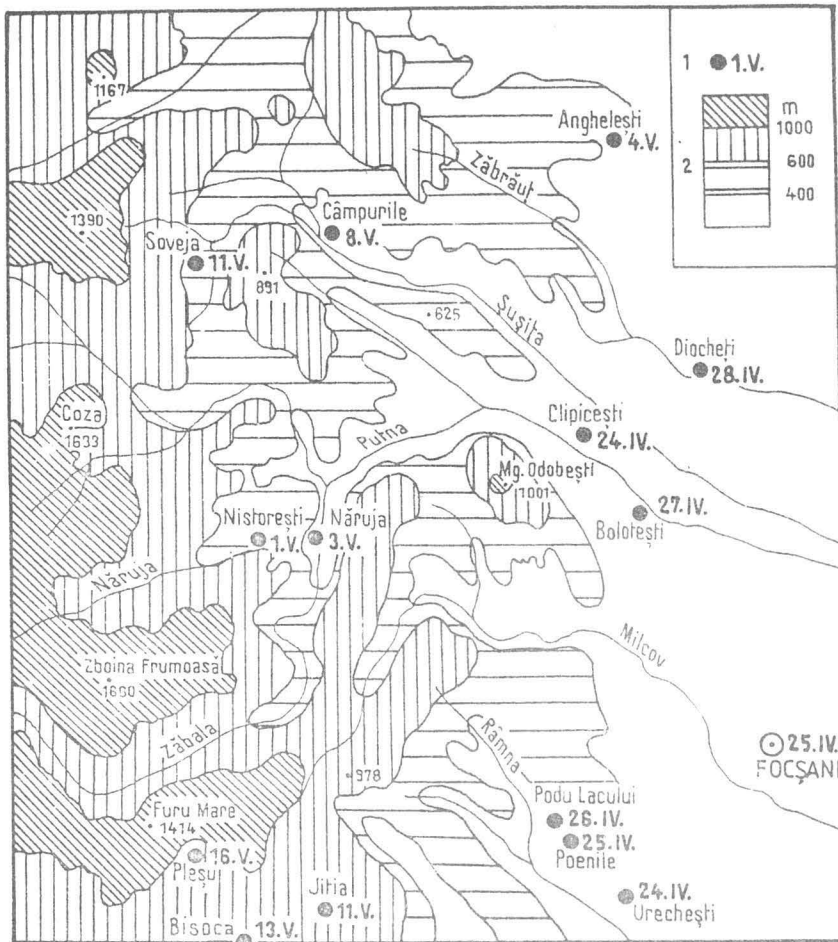 1 1.V.
m
1000
2 600
400
1167
Anghelești
4.V.
Zăbrăuț
1390
Câmpurile
8.V.
Soveja
11.V.
891
625
Șușița
Diocheți
28.IV.
Clipicești
24.IV.
Coza
1633
Putna
Mg. Odobești
1001
27.IV.
Bolotești
Nistorești
1.V.
Năruja
3.V.
Năruja
Milcov
Zboina Frumoasă
1660
Zăbala
Râmna
25.IV.
FOCȘANI
978
Furu Mare
1414
Podu Lacului
26.IV.
25.IV.
Poenile
16.V.
Pleșu
Jitia
11.V.
24.IV.
Urechești
Bisoca
13.V.